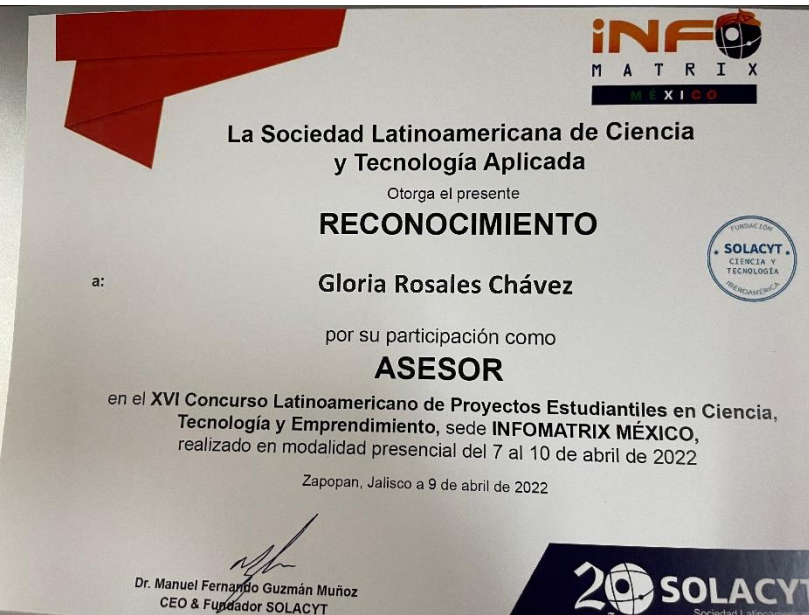 iNFO
MATRIX
MÉXICO
La Sociedad Latinoamericana de Ciencia
y Tecnología Aplicada
Otorga el presente
RECONOCIMIENTO
FUNDACIÓN
SOLACYT
CIENCIA Y
TECNOLOGÍA
IBEROAMÉRICA
a:
Gloria Rosales Chávez
por su participación como
ASESOR
en el XVI Concurso Latinoamericano de Proyectos Estudiantiles en Ciencia,
Tecnología y Emprendimiento, sede INFOMATRIX MÉXICO,
realizado en modalidad presencial del 7 al 10 de abril de 2022
Zapopan, Jalisco a 9 de abril de 2022
Dr. Manuel Fernando Guzmán Muñoz
CEO & Fundador SOLACYT
20 SOLACYT
Sociedad